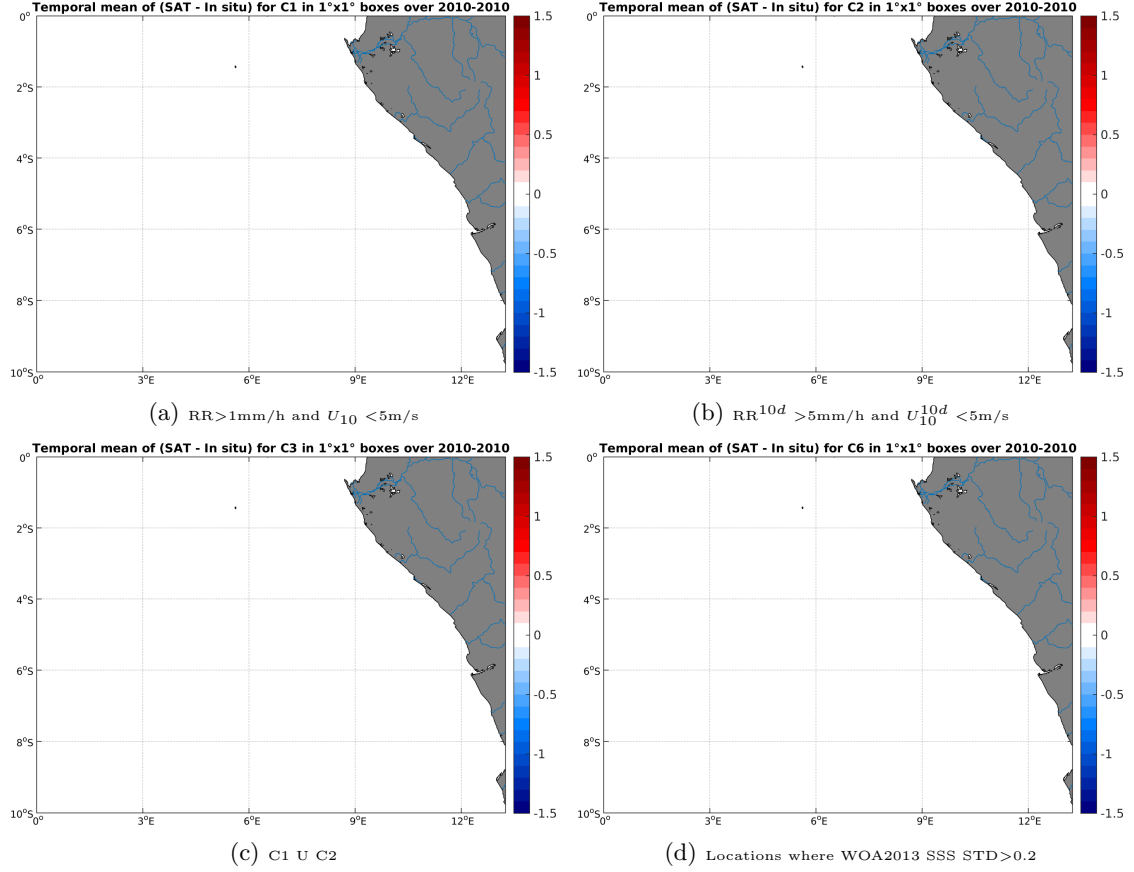 Temporal mean of (SAT - In situ) for C1 in 1°x1° boxes over 2010-2010
0°
2°S
4°S
6°S
8°S
10°S
0°
3°E
6°E
9°E
12°E
1.5
1
0.5
0
-0.5
-1
-1.5
(a) RR>1mm/h and U10 <5m/s
Temporal mean of (SAT - In situ) for C2 in 1°x1° boxes over 2010-2010
0°
2°S
4°S
6°S
8°S
10°S
0°
3°E
6°E
9°E
12°E
1.5
1
0.5
0
-0.5
-1
-1.5
(b) RR^10d >5mm/h and U10^10d <5m/s
Temporal mean of (SAT - In situ) for C3 in 1°x1° boxes over 2010-2010
0°
2°S
4°S
6°S
8°S
10°S
0°
3°E
6°E
9°E
12°E
1.5
1
0.5
0
-0.5
-1
-1.5
(c) C1 U C2
Temporal mean of (SAT - In situ) for C6 in 1°x1° boxes over 2010-2010
0°
2°S
4°S
6°S
8°S
10°S
0°
3°E
6°E
9°E
12°E
1.5
1
0.5
0
-0.5
-1
-1.5
(d) Locations where WOA2013 SSS STD>0.2